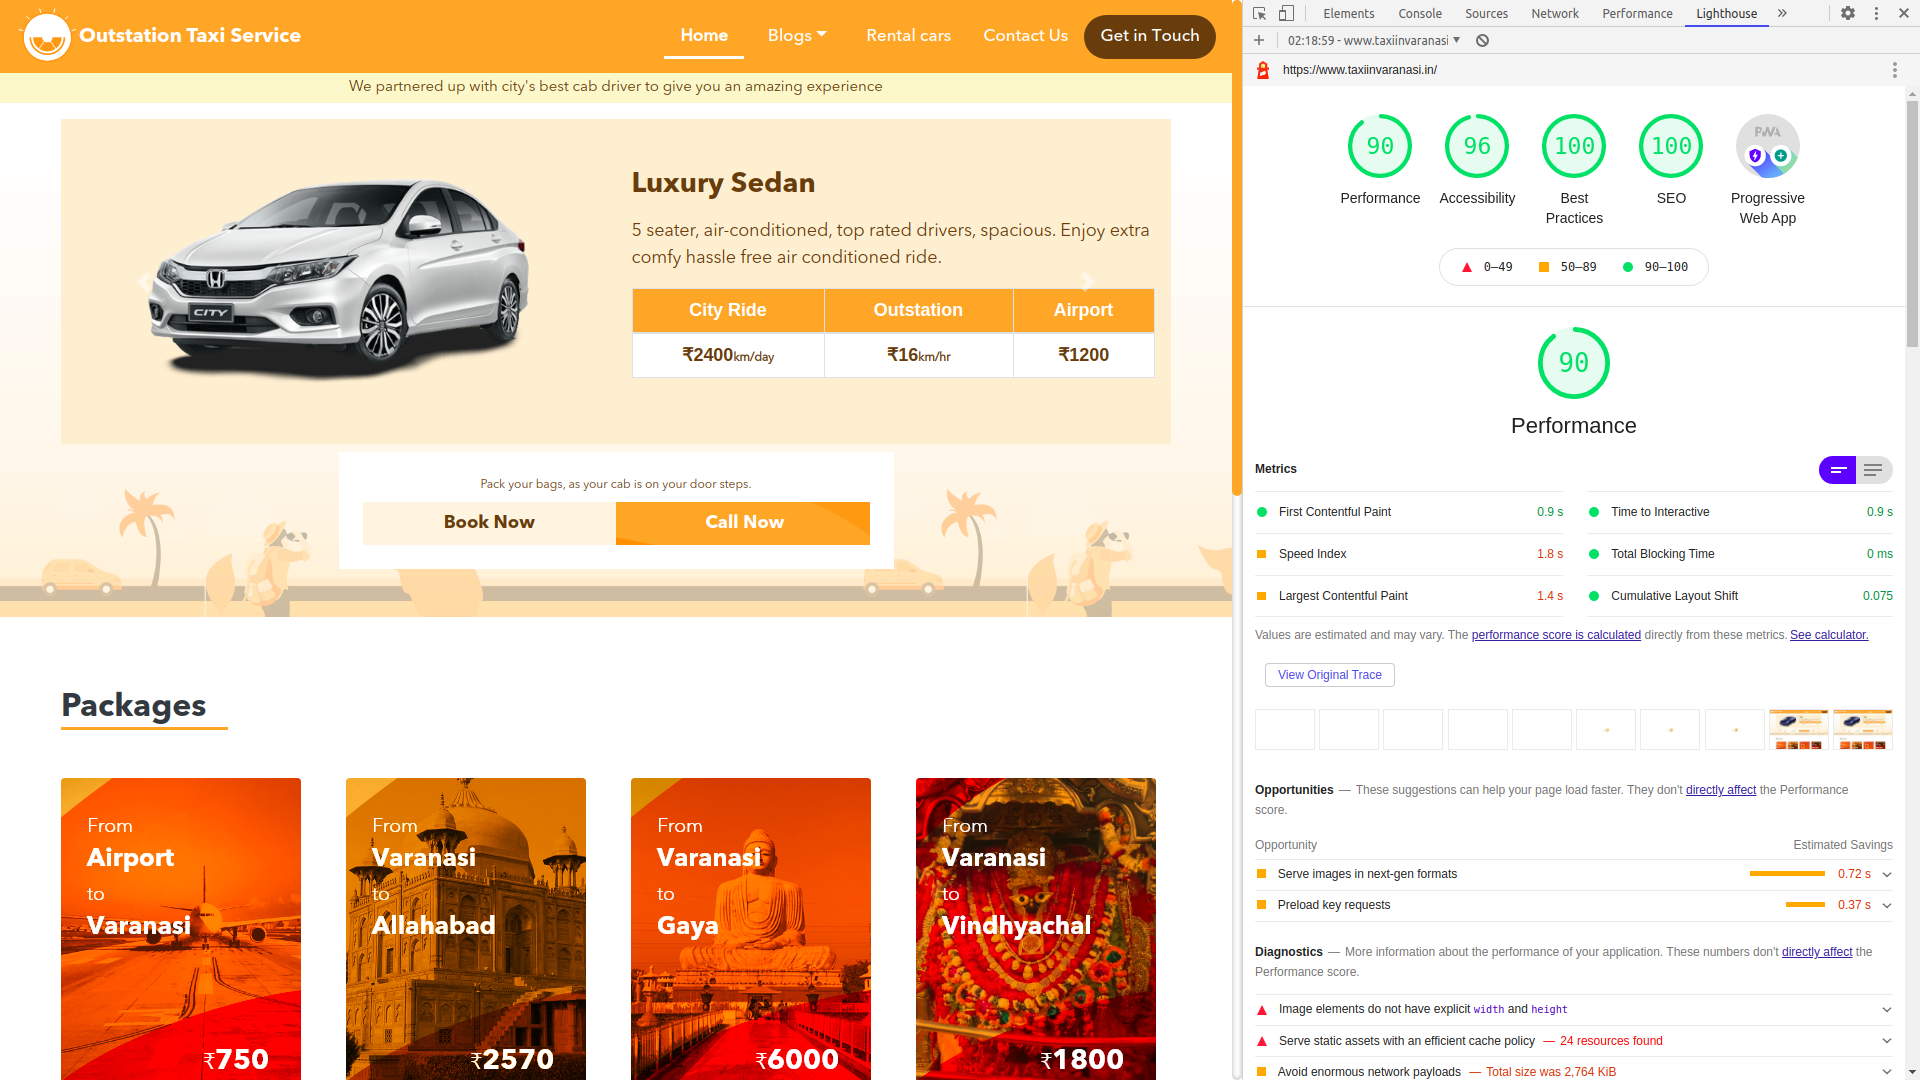 Outstation Taxi Service
Home Blogs Rental cars Contact Us Get in Touch
We partnered up with city's best cab driver to give you an amazing experience
CITY
Luxury Sedan
5 seater, air-conditioned, top rated drivers, spacious. Enjoy extra
comfy hassle free air conditioned ride.
City Ride Outstation Airport
₹2400km/day ₹16km/hr ₹1200
Pack your bags, as your cab is on your door steps.
Book Now Call Now
Packages
From
Airport
to
Varanasi
₹750
From
Varanasi
to
Allahabad
₹2570
From
Varanasi
to
Gaya
₹6000
From
Varanasi
to
Vindhyachal
₹1800
Elements Console Sources Network Performance Lighthouse
02:18:59 - www.taxiinvaranasi
https://www.taxiinvaranasi.in/
90 96 100 100 PWA
Performance Accessibility Best Practices SEO Progressive Web App
0–49 50–89 90–100
90
Performance
Metrics
First Contentful Paint 0.9 s Time to Interactive 0.9 s
Speed Index 1.8 s Total Blocking Time 0 ms
Largest Contentful Paint 1.4 s Cumulative Layout Shift 0.075
Values are estimated and may vary. The performance score is calculated directly from these metrics. See calculator.
View Original Trace
Opportunities — These suggestions can help your page load faster. They don't directly affect the Performance
score.
Opportunity Estimated Savings
Serve images in next-gen formats 0.72 s
Preload key requests 0.37 s
Diagnostics — More information about the performance of your application. These numbers don't directly affect the
Performance score.
Image elements do not have explicit width and height
Serve static assets with an efficient cache policy — 24 resources found
Avoid enormous network payloads — Total size was 2,764 KiB